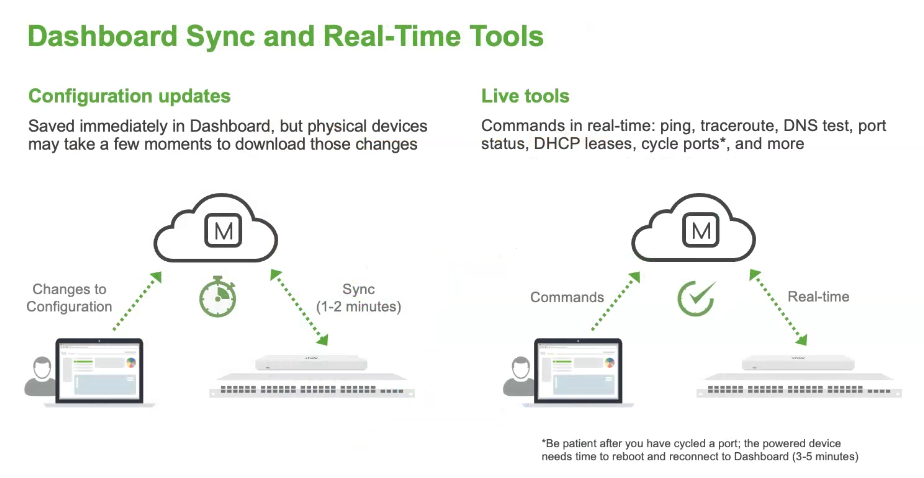 Dashboard Sync and Real-Time Tools
Configuration updates
Saved immediately in Dashboard, but physical devices
may take a few moments to download those changes
M
Changes to
Configuration
Sync
(1-2 minutes)
Live tools
Commands in real-time: ping, traceroute, DNS test, port
status, DHCP leases, cycle ports*, and more
M
Commands
Real-time
*Be patient after you have cycled a port; the powered device
needs time to reboot and reconnect to Dashboard (3-5 minutes)